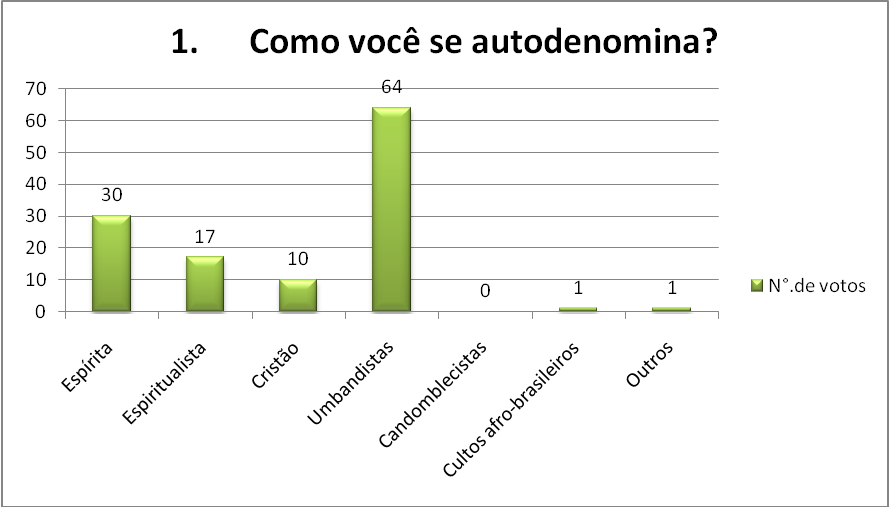 1. Como você se autodenomina?
70
60
50
40
30
20
10
0
30
17
10
64
0
1
1
Espírita
Espiritualista
Cristão
Umbandistas
Candomblecistas
Cultos afro-brasileiros
Outros
N°.de votos